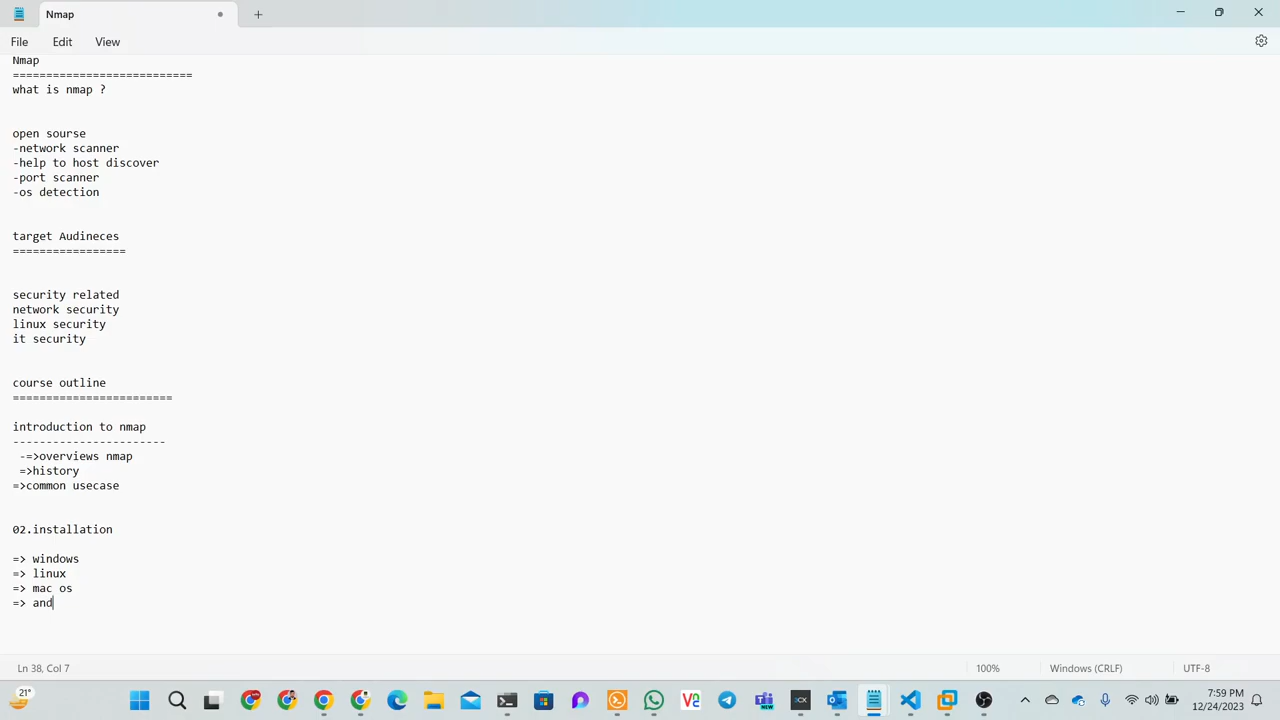 Nmap
File Edit View
Nmap
===========================
what is nmap ?
open sourse
-network scanner
-help to host discover
-port scanner
-os detection
target Audineces
=================
security related
network security
linux security
it security
course outline
========================
introduction to nmap
-----------------------
-=>overviews nmap
=>history
=>common usecase
02.installation
=> windows
=> linux
=> mac os
=> and
Ln 38, Col 7 100% Windows (CRLF) UTF-8
21° 7:59 PM
12/24/2023